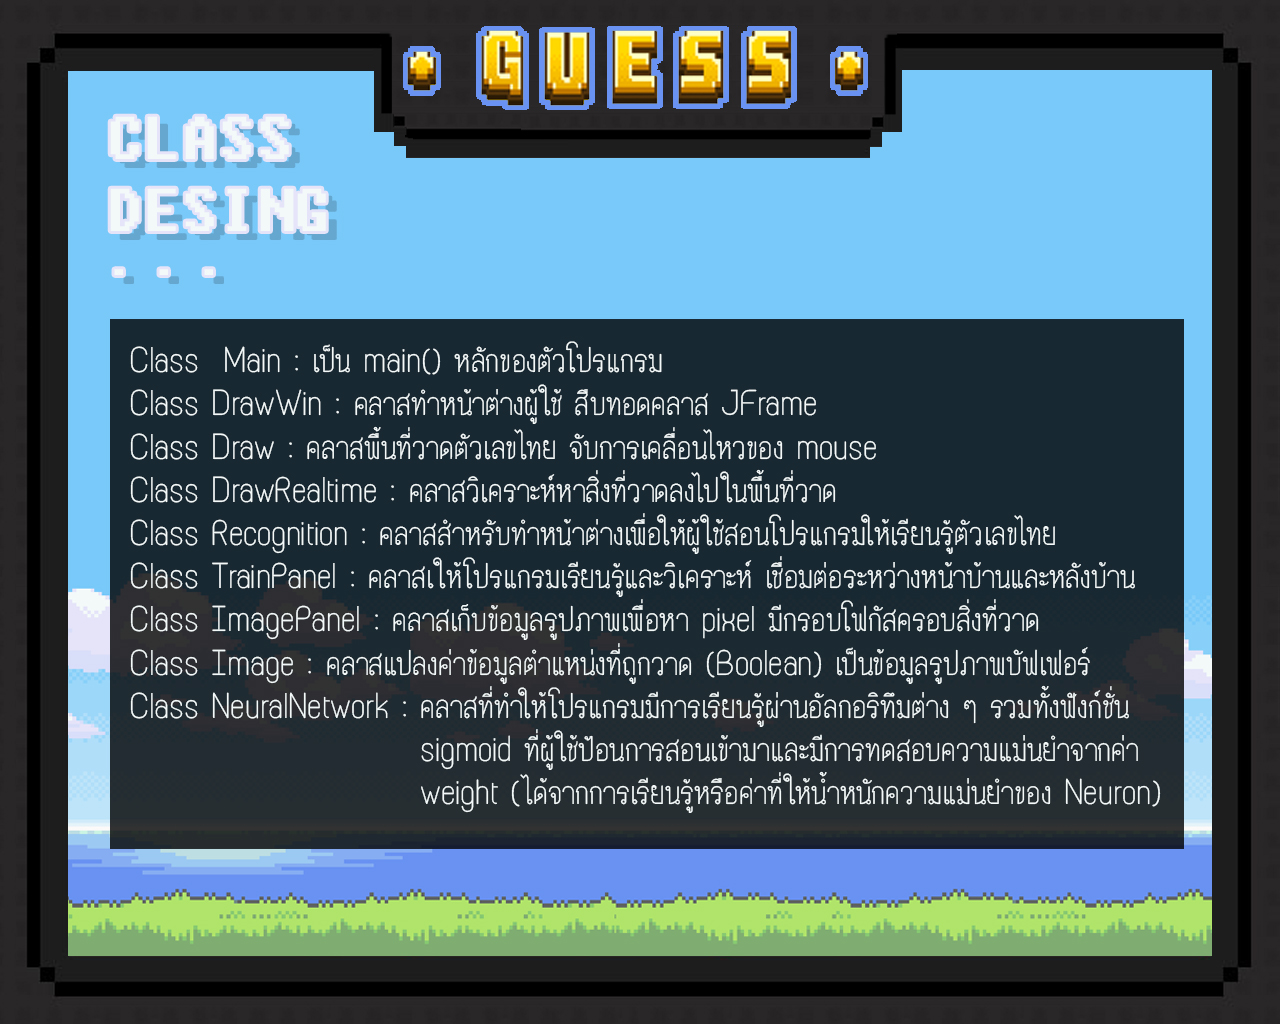 GUESS
CLASS
DESING
...
Class Main : เป็น main() หลักของตัวโปรแกรม
Class DrawWin : คลาสทำหน้าต่างผู้ใช้ สืบทอดคลาส JFrame
Class Draw : คลาสพื้นที่วาดตัวเลขไทย จับการเคลื่อนไหวของ mouse
Class DrawRealtime : คลาสวิเคราะห์หาสิ่งที่วาดลงไปในพื้นที่วาด
Class Recognition : คลาสสำหรับทำหน้าต่างเพื่อให้ผู้ใช้สอนโปรแกรมให้เรียนรู้ตัวเลขไทย
Class TrainPanel : คลาสเให้โปรแกรมเรียนรู้และวิเคราะห์ เชื่อมต่อระหว่างหน้าบ้านและหลังบ้าน
Class ImagePanel : คลาสเก็บข้อมูลรูปภาพเพื่อหา pixel มีกรอบโฟกัสครอบสิ่งที่วาด
Class Image : คลาสแปลงค่าข้อมูลตำแหน่งที่ถูกวาด (Boolean) เป็นข้อมูลรูปภาพบัฟเฟอร์
Class NeuralNetwork : คลาสที่ทำให้โปรแกรมมีการเรียนรู้ผ่านอัลกอริทึมต่าง ๆ รวมทั้งฟังก์ชั่น
sigmoid ที่ผู้ใช้ป้อนการสอนเข้ามาและมีการทดสอบความแม่นยำจากค่า
weight (ได้จากการเรียนรู้หรือค่าที่ให้น้ำหนักความแม่นยำของ Neuron)